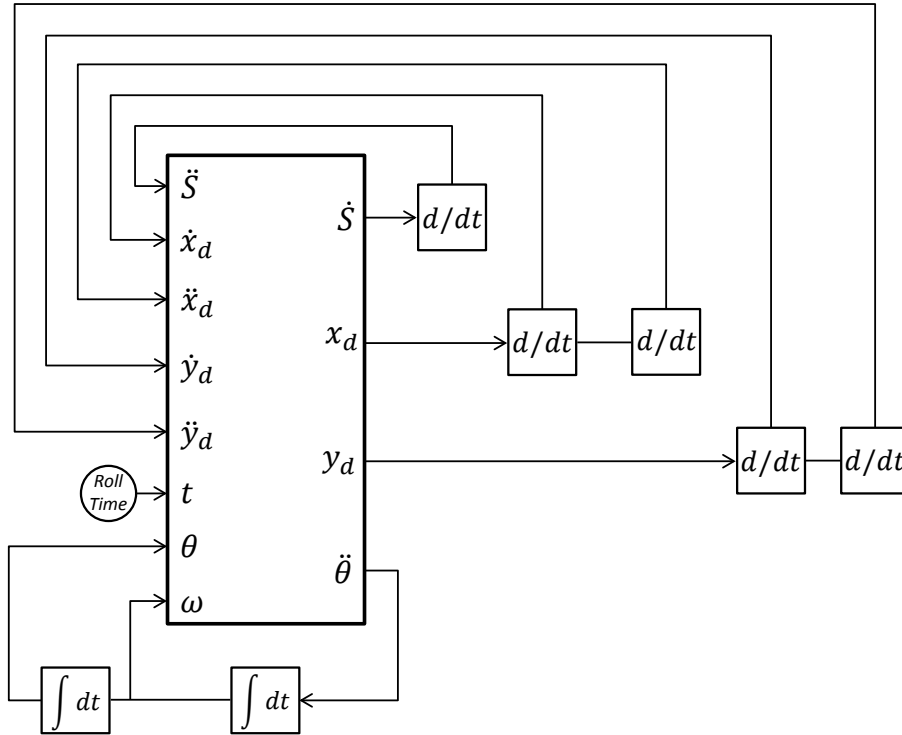 S̈
ẋ_d
ẍ_d
ẏ_d
ÿ_d
Roll
Time
t
θ
ω
Ṡ
x_d
y_d
θ̈
d/dt
d/dt
d/dt
d/dt
d/dt
∫ dt
∫ dt